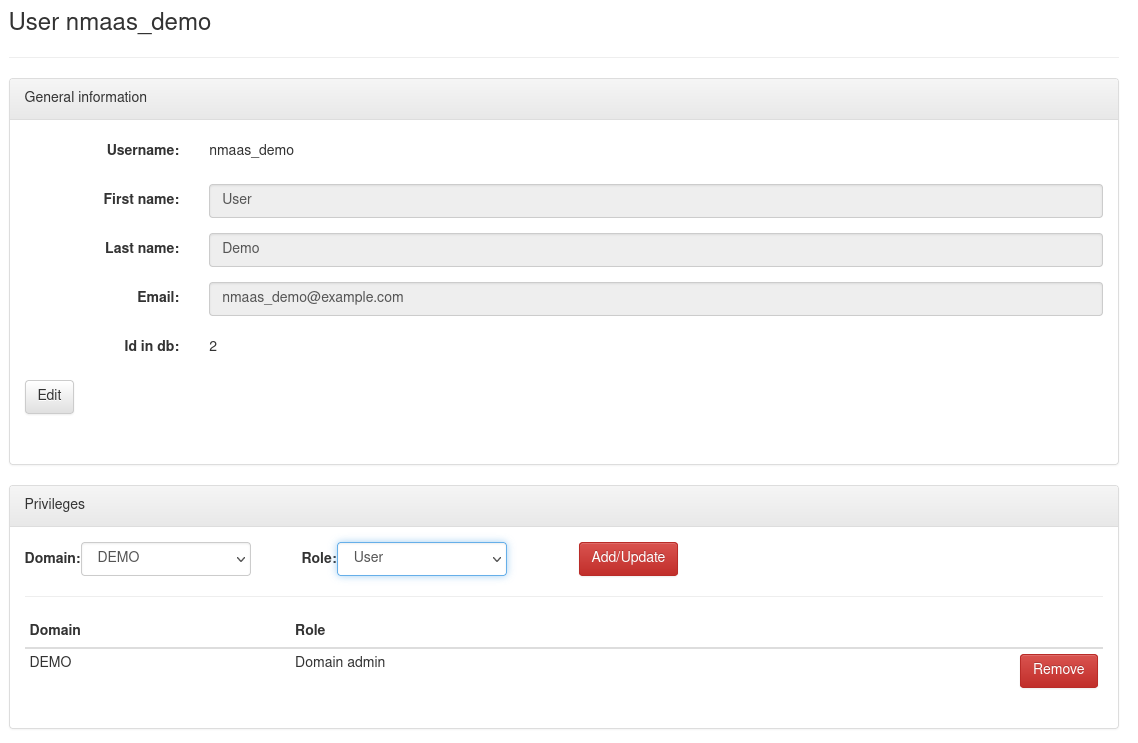 User nmaas_demo
General information
Username: nmaas_demo
First name: User
Last name: Demo
Email: nmaas_demo@example.com
Id in db: 2
Edit
Privileges
Domain: DEMO Role: User Add/Update
Domain Role
DEMO Domain admin Remove